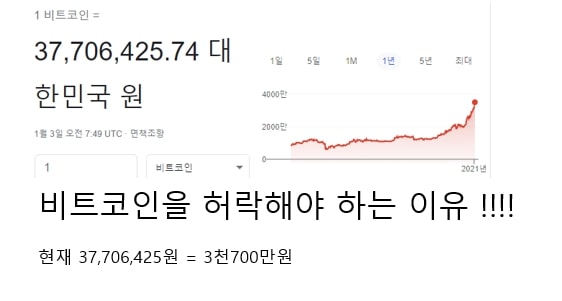 1 비트코인 =
37,706,425.74 대
한민국 원
1월 3일 오전 7:49 UTC · 면책조항
1 비트코인
1일 5일 1M 1년 5년 최대
4000만
2000만
0
2021년
비트코인을 허락해야 하는 이유 !!!!
현재 37,706,425원 = 3천700만원